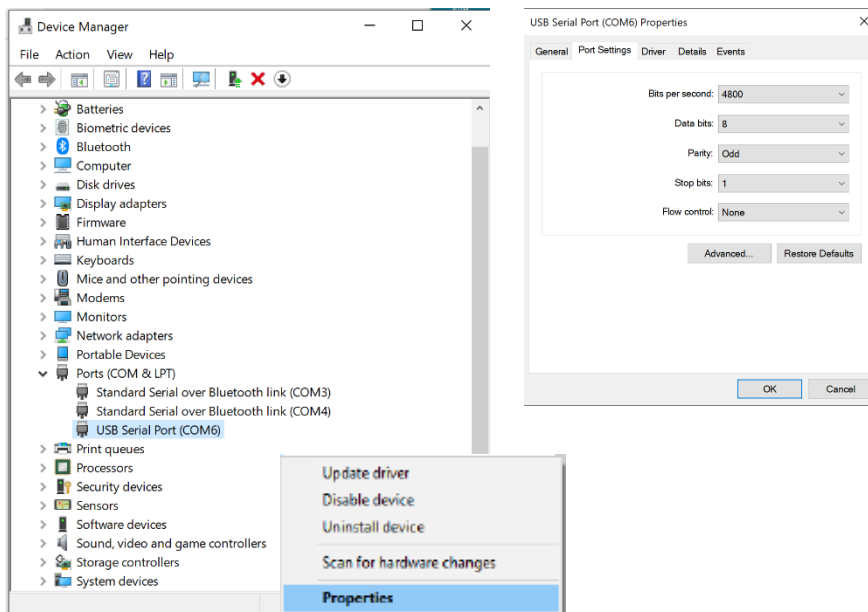 Device Manager
File Action View Help
Batteries
Biometric devices
Bluetooth
Computer
Disk drives
Display adapters
Firmware
Human Interface Devices
Keyboards
Mice and other pointing devices
Modems
Monitors
Network adapters
Portable Devices
Ports (COM & LPT)
Standard Serial over Bluetooth link (COM3)
Standard Serial over Bluetooth link (COM4)
USB Serial Port (COM6)
Print queues
Processors
Security devices
Sensors
Software devices
Sound, video and game controllers
Storage controllers
System devices
Update driver
Disable device
Uninstall device
Scan for hardware changes
Properties
USB Serial Port (COM6) Properties
General Port Settings Driver Details Events
Bits per second: 4800
Data bits: 8
Parity: Odd
Stop bits: 1
Flow control: None
Advanced... Restore Defaults
OK Cancel